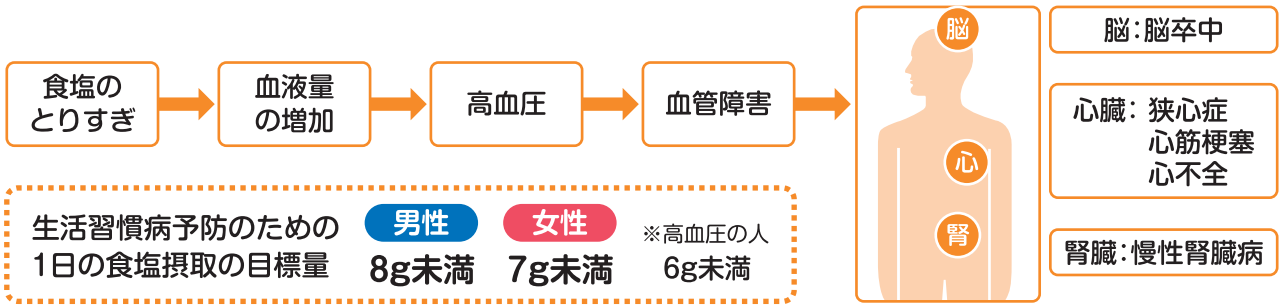 食塩の
とりすぎ
血液量
の増加
高血圧
血管障害
脳
心
腎
脳：脳卒中
心臓：狭心症
心筋梗塞
心不全
腎臓：慢性腎臓病
生活習慣病予防のための
1日の食塩摂取の目標量
男性
8g未満
女性
7g未満
※高血圧の人
6g未満